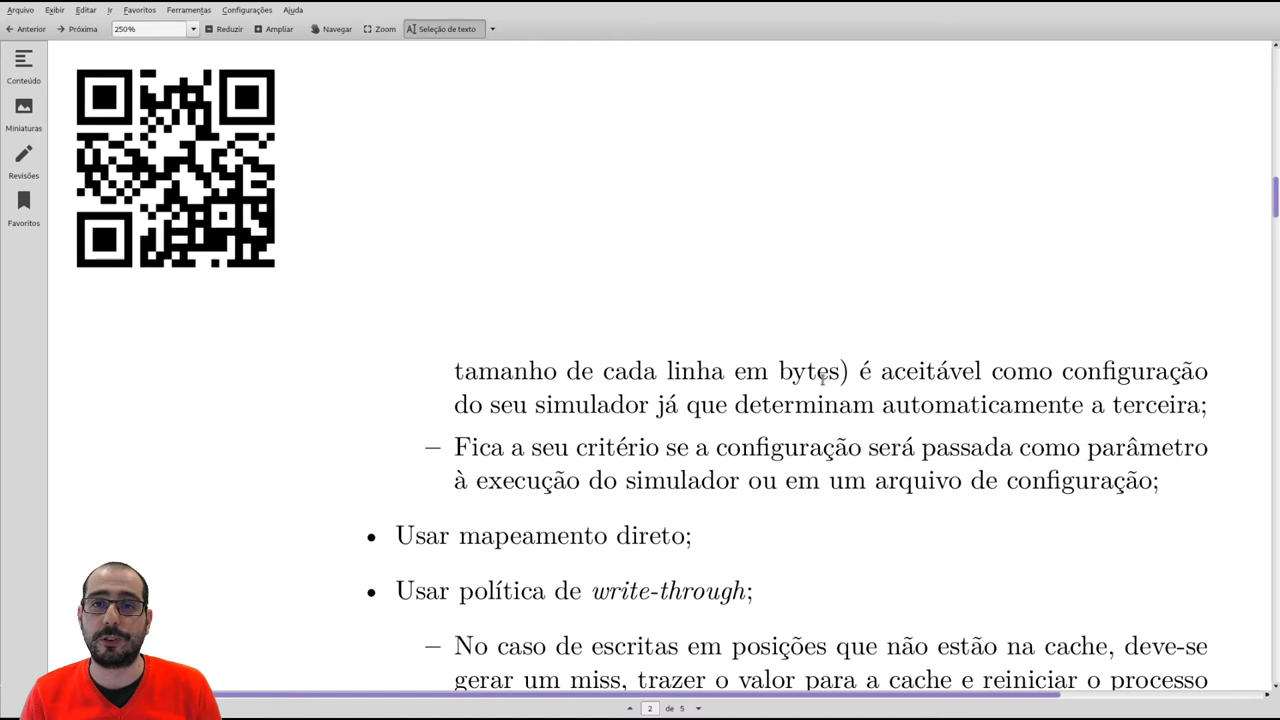 Arquivo Exibir Editar Ir Favoritos Ferramentas Configurações Ajuda
Anterior Próxima 250% Reduzir Ampliar Navegar Zoom Seleção de texto
Conteúdo
Miniaturas
Revisões
Favoritos
tamanho de cada linha em bytes) é aceitável como configuração
do seu simulador já que determinam automaticamente a terceira;
– Fica a seu critério se a configuração será passada como parâmetro
à execução do simulador ou em um arquivo de configuração;
• Usar mapeamento direto;
• Usar política de write-through;
– No caso de escritas em posições que não estão na cache, deve-se
gerar um miss, trazer o valor para a cache e reiniciar o processo
2 de 5